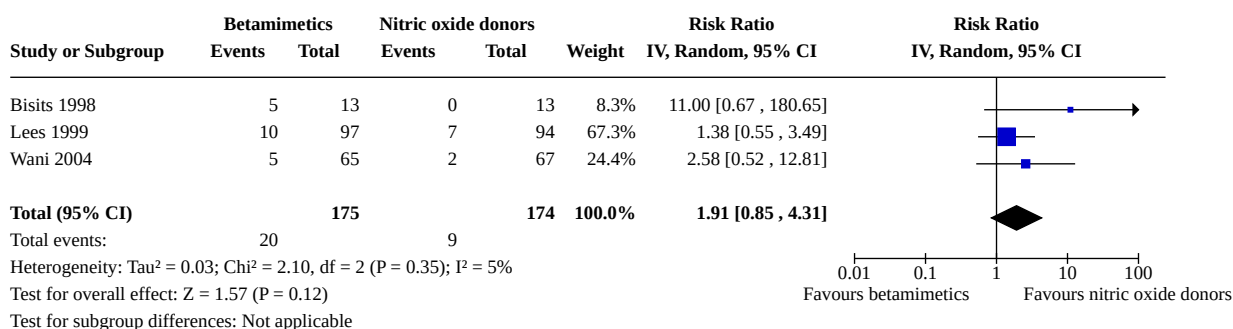 Betamimetics Nitric oxide donors Risk Ratio Risk Ratio
Study or Subgroup Events Total Events Total Weight IV, Random, 95% CI IV, Random, 95% CI
Bisits 1998 5 13 0 13 8.3% 11.00 [0.67 , 180.65]
Lees 1999 10 97 7 94 67.3% 1.38 [0.55 , 3.49]
Wani 2004 5 65 2 67 24.4% 2.58 [0.52 , 12.81]
Total (95% CI) 175 174 100.0% 1.91 [0.85 , 4.31]
Total events: 20 9
Heterogeneity: Tau² = 0.03; Chi² = 2.10, df = 2 (P = 0.35); I² = 5%
0.01 0.1 1 10 100
Test for overall effect: Z = 1.57 (P = 0.12)
Favours betamimetics Favours nitric oxide donors
Test for subgroup differences: Not applicable